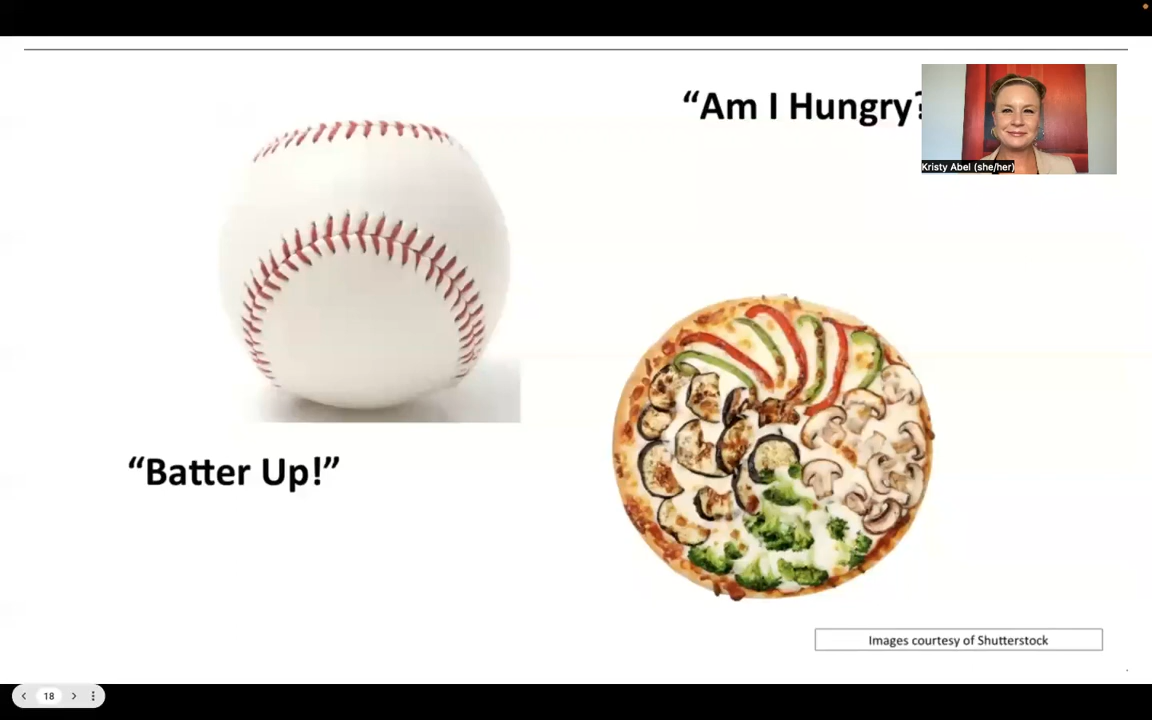 “Am I Hungry?
Kristy Abel (she/her)
“Batter Up!”
Images courtesy of Shutterstock
18